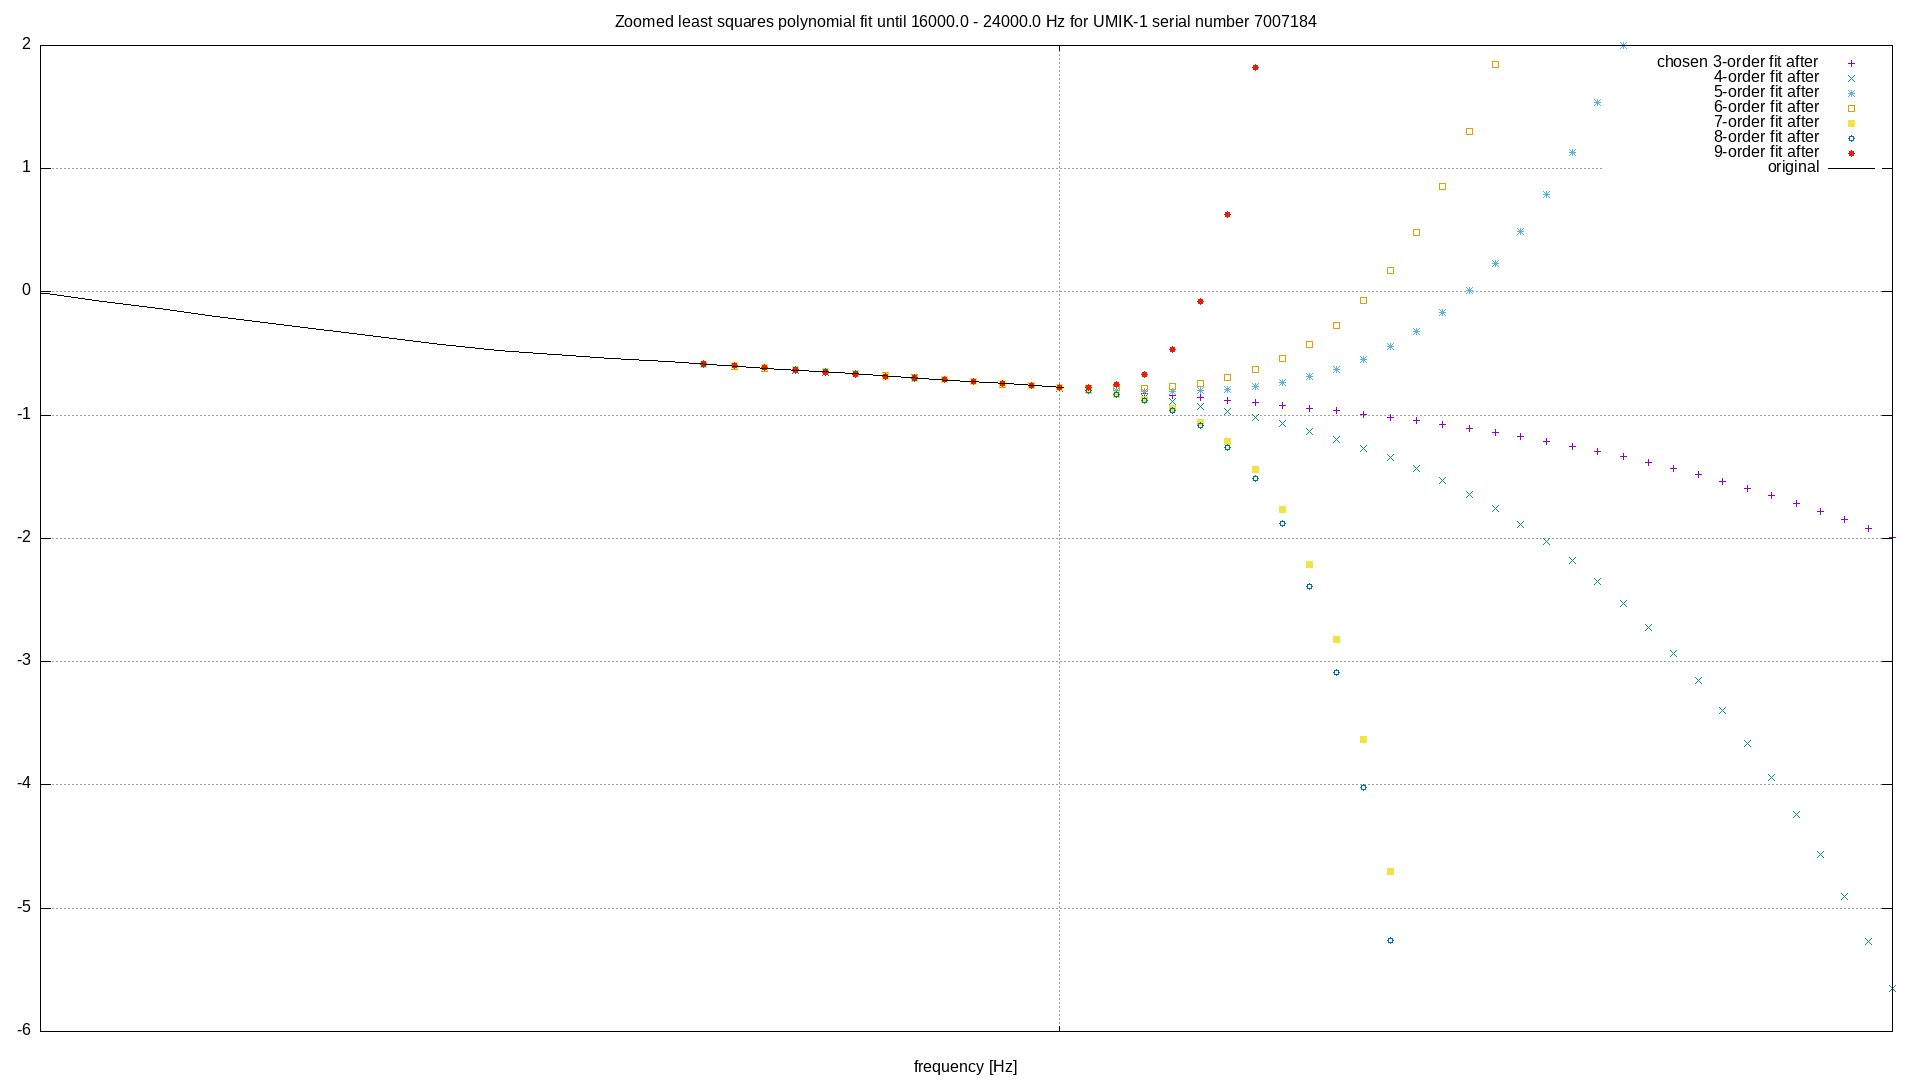 Zoomed least squares polynomial fit until 16000.0 - 24000.0 Hz for UMIK-1 serial number 7007184
2
chosen 3-order fit after
4-order fit after
5-order fit after
6-order fit after
7-order fit after
8-order fit after
9-order fit after
original
1
0
-1
-2
-3
-4
-5
-6
frequency [Hz]